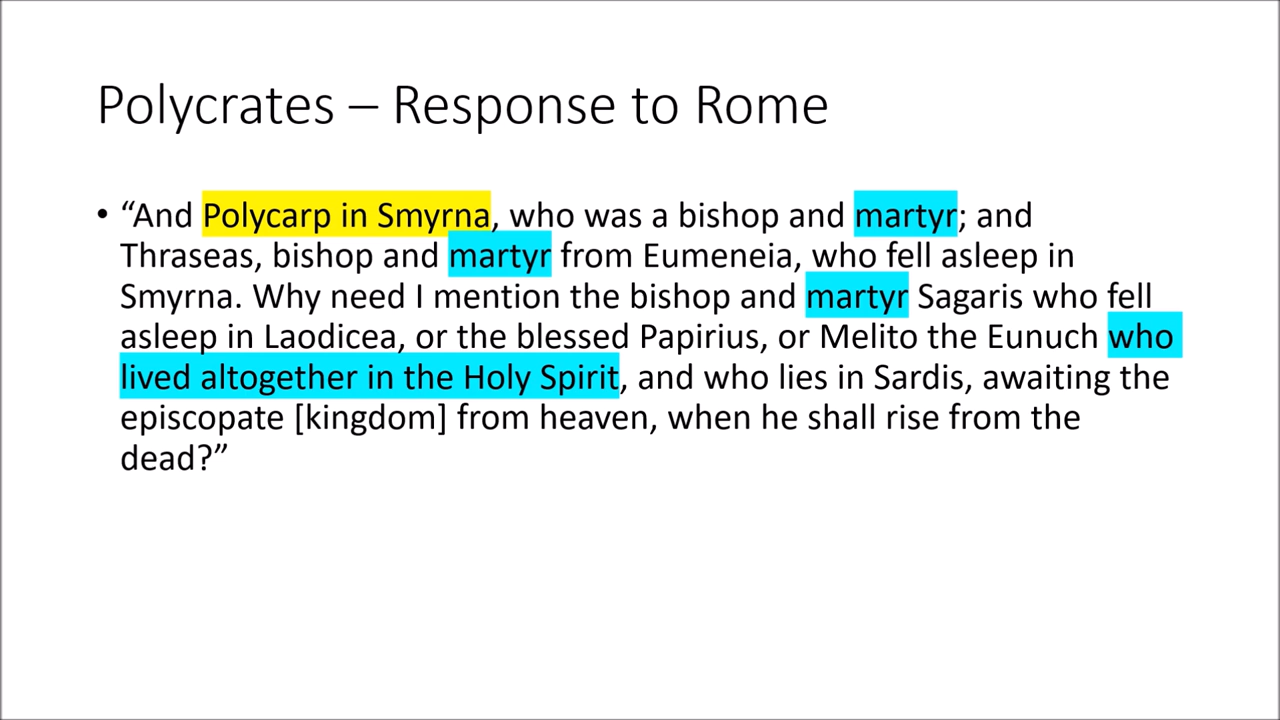 Polycrates – Response to Rome
• “And Polycarp in Smyrna, who was a bishop and martyr; and
Thraseas, bishop and martyr from Eumeneia, who fell asleep in
Smyrna. Why need I mention the bishop and martyr Sagaris who fell
asleep in Laodicea, or the blessed Papirius, or Melito the Eunuch who
lived altogether in the Holy Spirit, and who lies in Sardis, awaiting the
episcopate [kingdom] from heaven, when he shall rise from the
dead?”